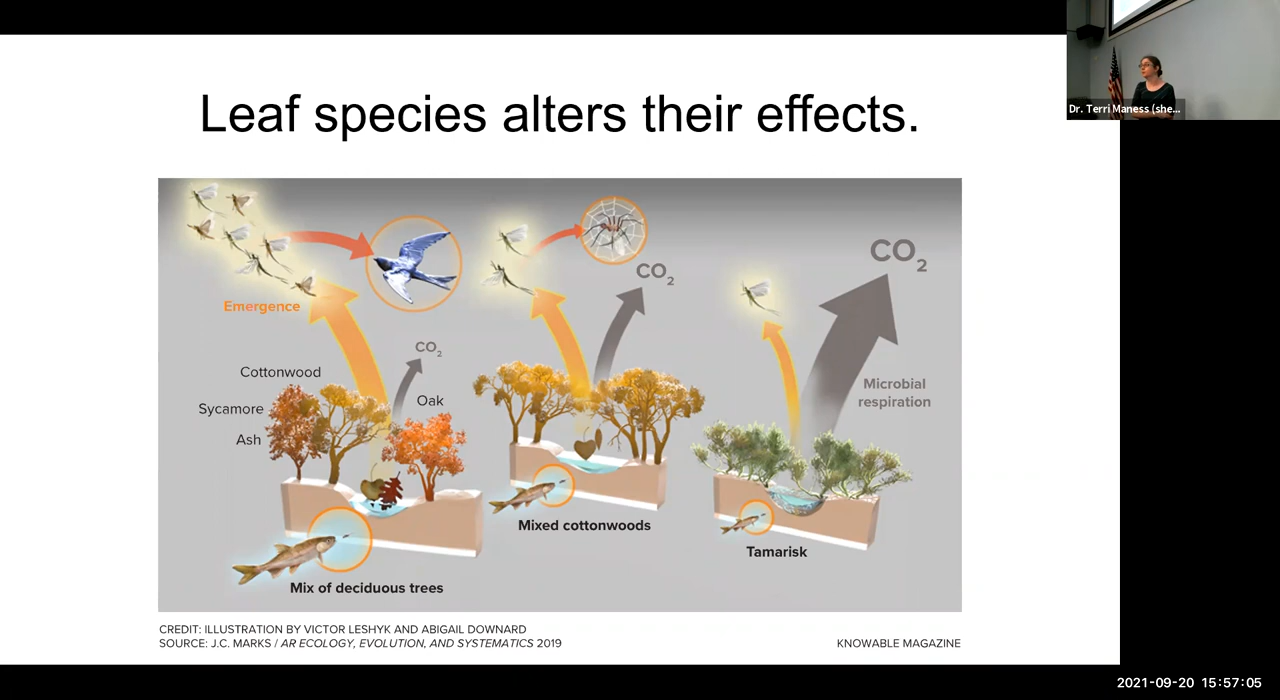 Leaf species alters their effects.
Dr. Terri Maness (she...
CO2
CO2
Emergence
CO2
Cottonwood
Sycamore
Ash
Oak
Microbial
respiration
Mixed cottonwoods
Tamarisk
Mix of deciduous trees
CREDIT: ILLUSTRATION BY VICTOR LESHYK AND ABIGAIL DOWNARD
SOURCE: J.C. MARKS / AR ECOLOGY, EVOLUTION, AND SYSTEMATICS 2019
KNOWABLE MAGAZINE
2021-09-20 15:57:05